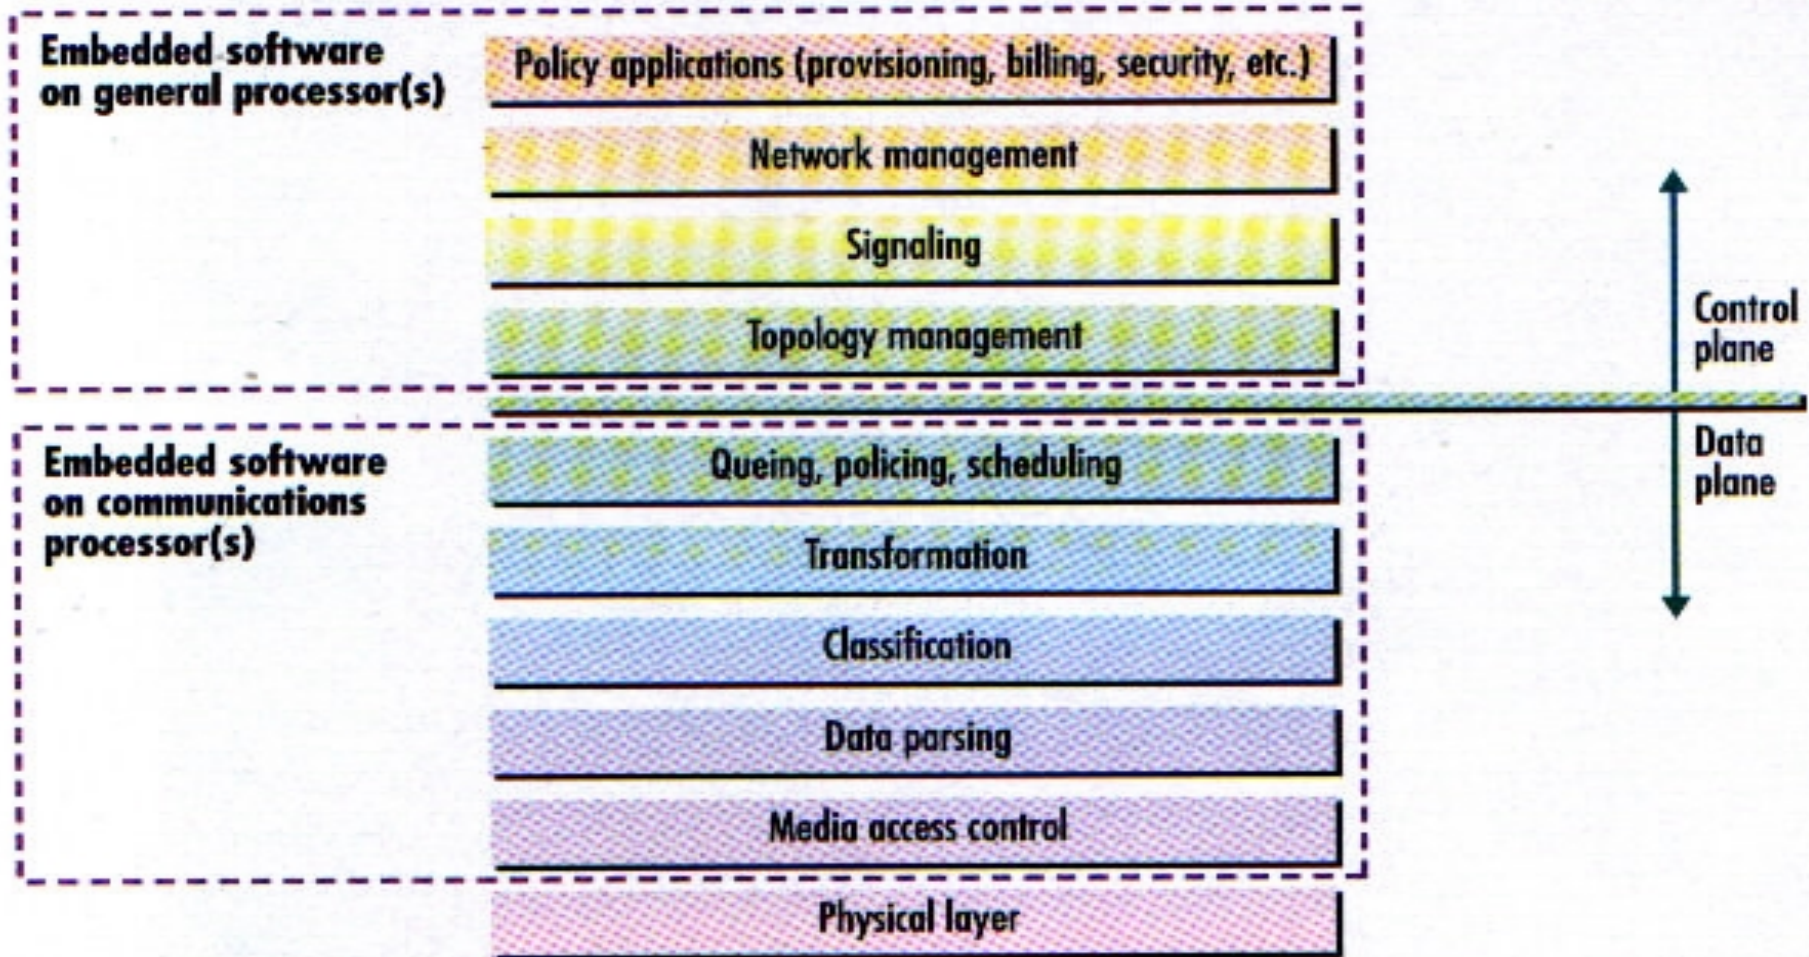 Embedded software
on general processor(s)
Policy applications (provisioning, billing, security, etc.)
Network management
Signaling
Topology management
Control
plane
Data
plane
Embedded software
on communications
processor(s)
Queing, policing, scheduling
Transformation
Classification
Data parsing
Media access control
Physical layer